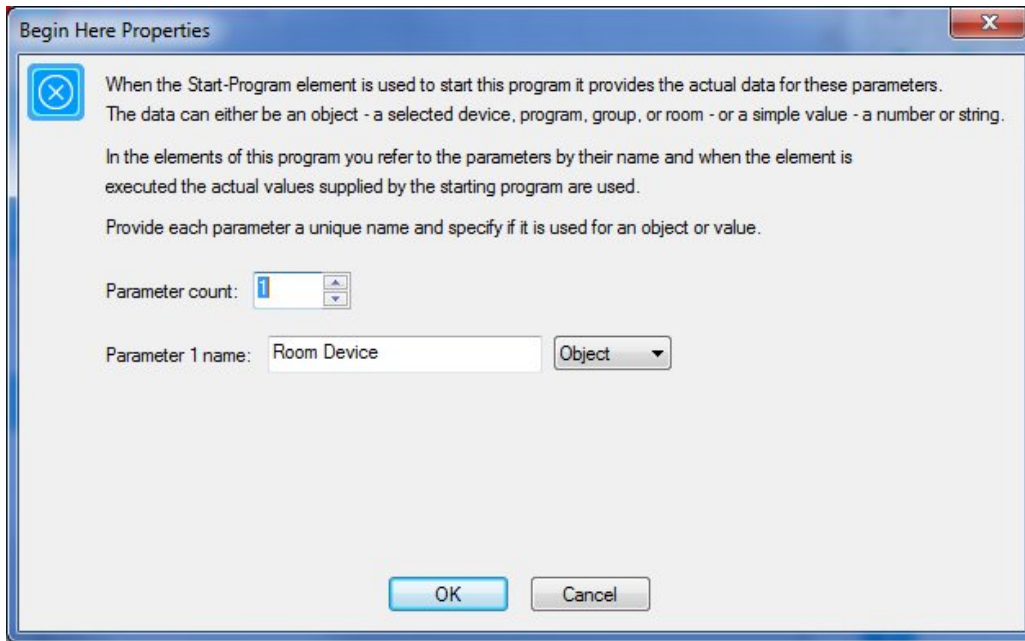 Begin Here Properties
When the Start-Program element is used to start this program it provides the actual data for these parameters.
The data can either be an object - a selected device, program, group, or room - or a simple value - a number or string.
In the elements of this program you refer to the parameters by their name and when the element is
executed the actual values supplied by the starting program are used.
Provide each parameter a unique name and specify if it is used for an object or value.
Parameter count: 1
Parameter 1 name: Room Device Object
OK Cancel